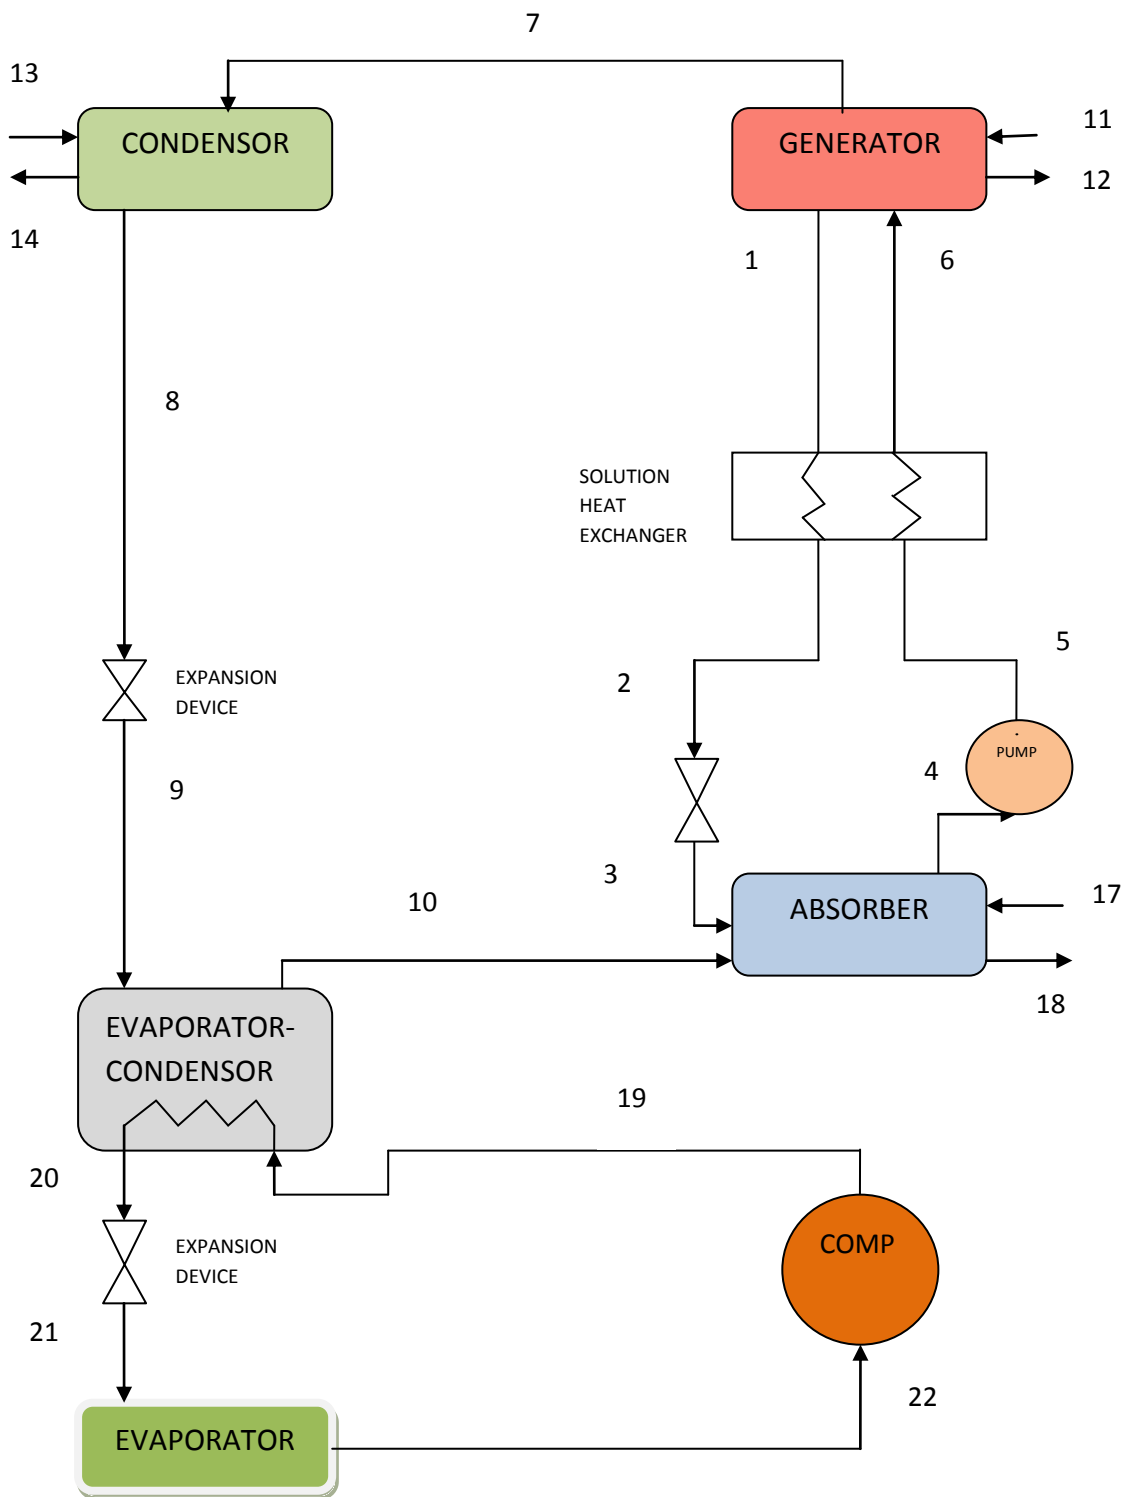 7
13
11
CONDENSOR
GENERATOR
12
14
1
6
8
SOLUTION
HEAT
EXCHANGER
5
2
EXPANSION
DEVICE
PUMP
4
9
3
17
10
ABSORBER
18
EVAPORATOR-
CONDENSOR
19
20
EXPANSION
DEVICE
COMP
21
22
EVAPORATOR